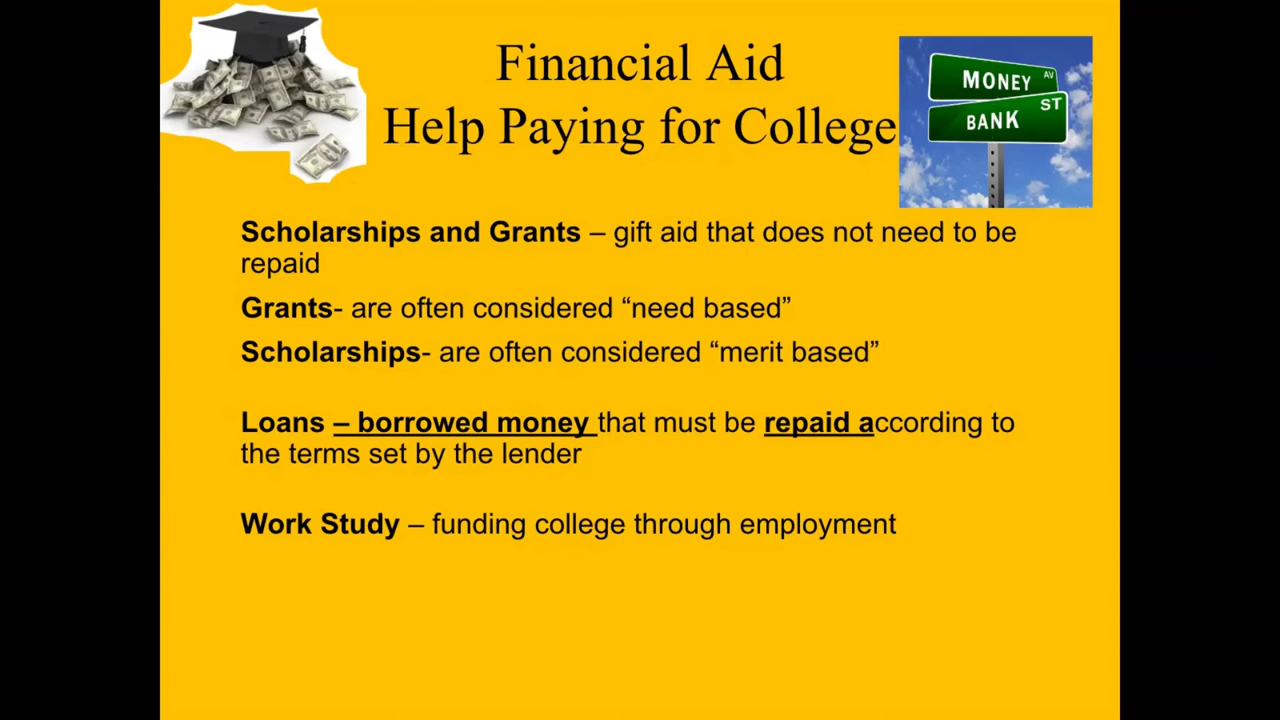 Financial Aid
Help Paying for College
MONEY AV
BANK ST
Scholarships and Grants – gift aid that does not need to be
repaid
Grants- are often considered “need based”
Scholarships- are often considered “merit based”
Loans – borrowed money that must be repaid according to
the terms set by the lender
Work Study – funding college through employment